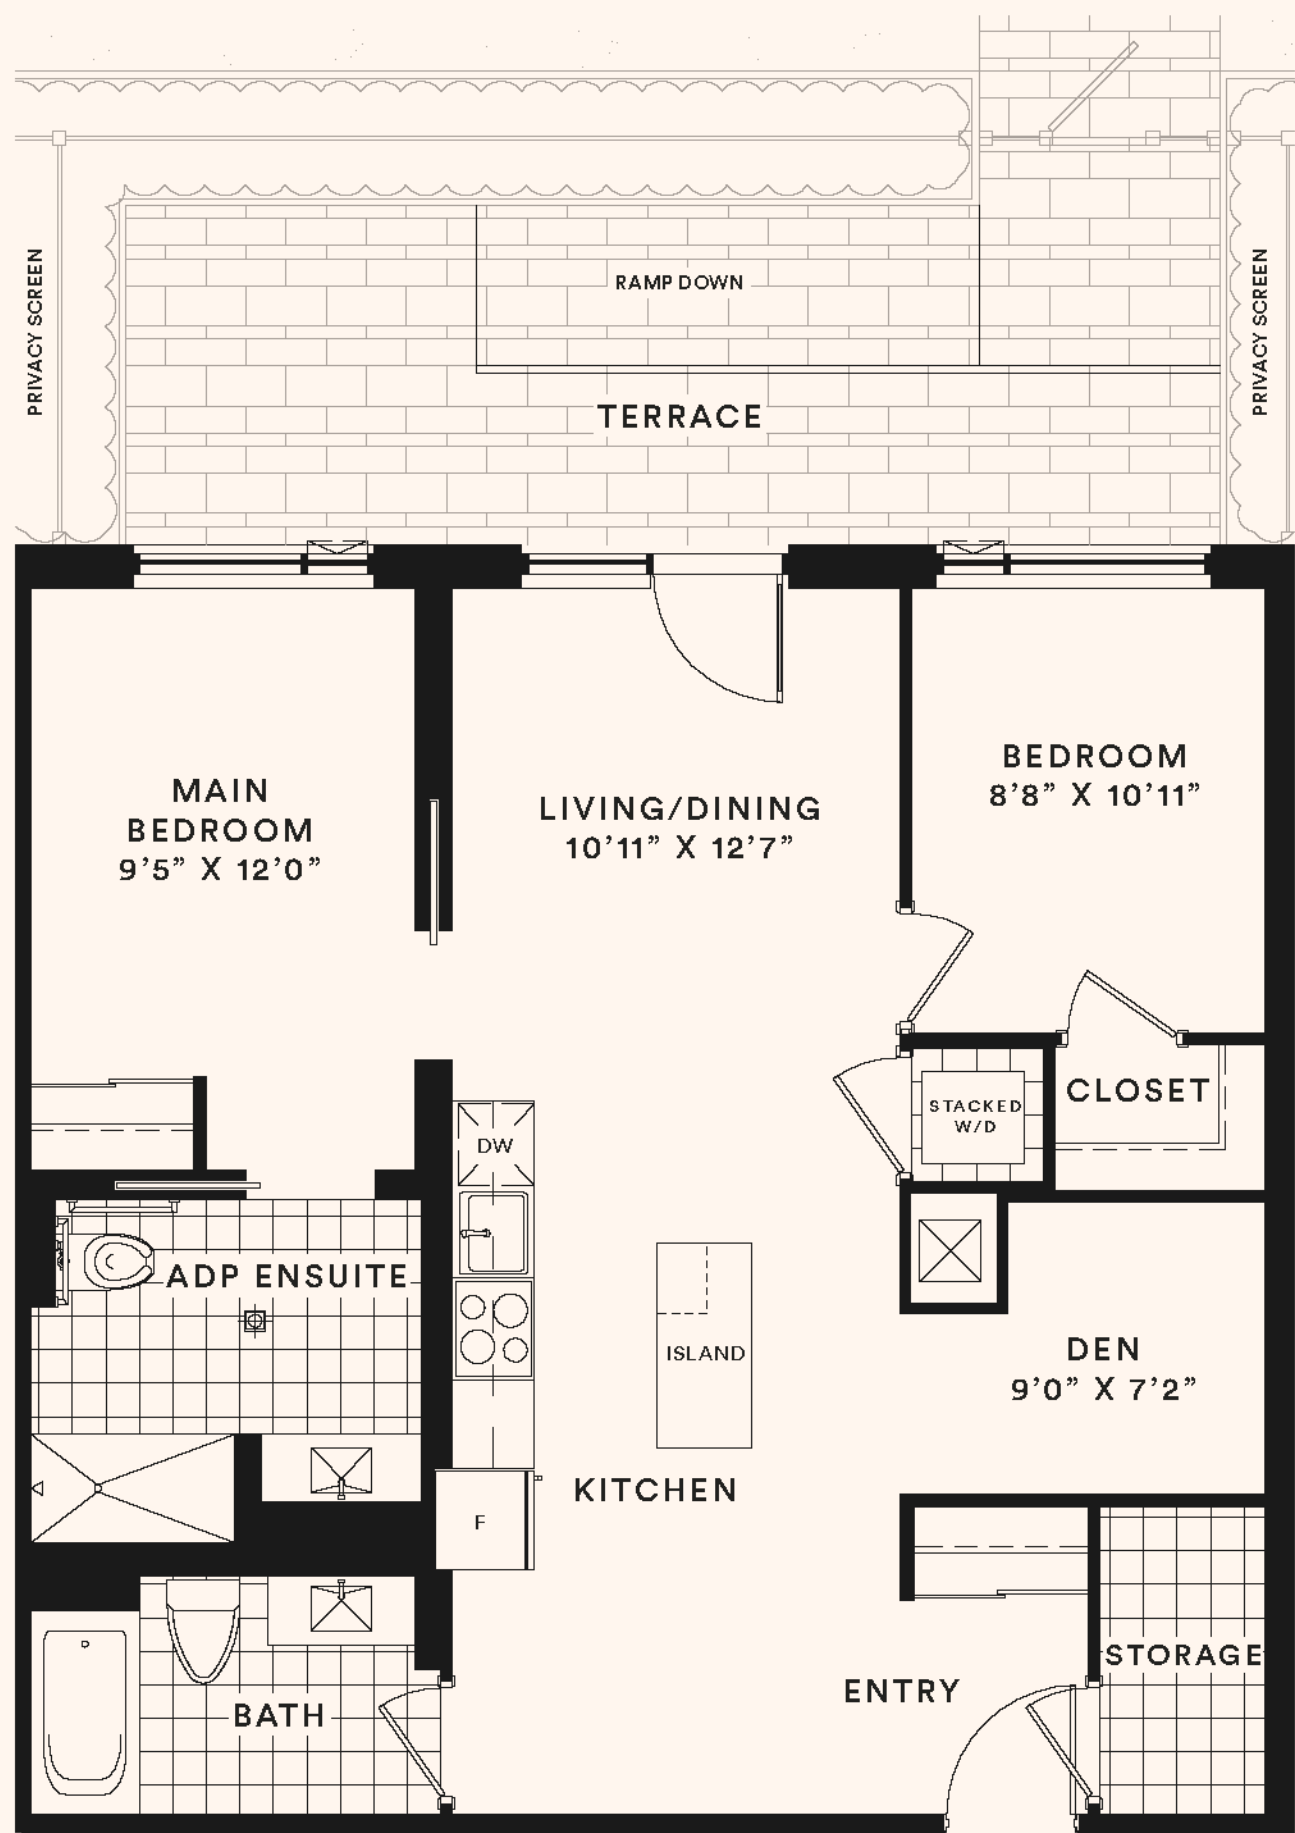 PRIVACY SCREEN
RAMP DOWN
PRIVACY SCREEN
TERRACE
MAIN
BEDROOM
9’5” X 12’0”
LIVING/DINING
10’11” X 12’7”
BEDROOM
8’8” X 10’11”
CLOSET
STACKED
W/D
DW
ADP ENSUITE
ISLAND
DEN
9’0” X 7’2”
KITCHEN
F
STORAGE
ENTRY
BATH